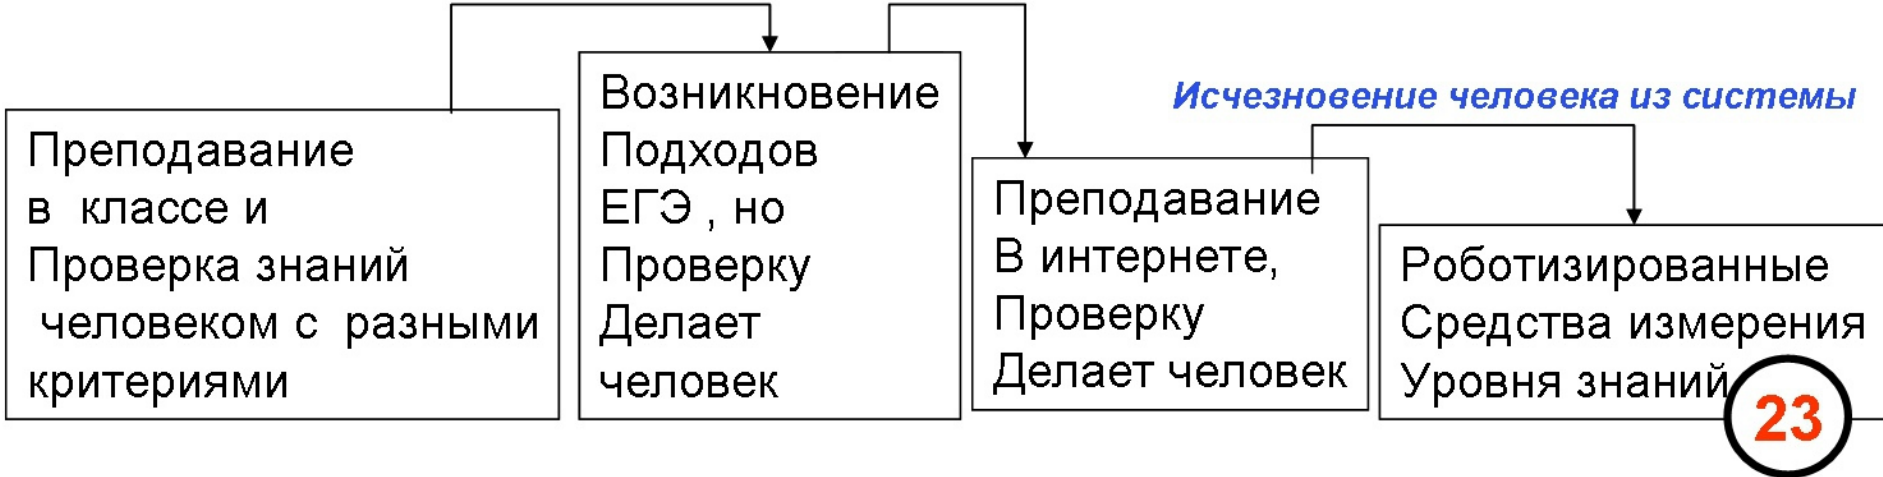 Преподавание
в классе и
Проверка знаний
человеком с разными
критериями
Возникновение
Подходов
ЕГЭ , но
Проверку
Делает
человек
Преподавание
В интернете,
Проверку
Делает человек
Исчезновение человека из системы
Роботизированные
Средства измерения
Уровня знаний
23